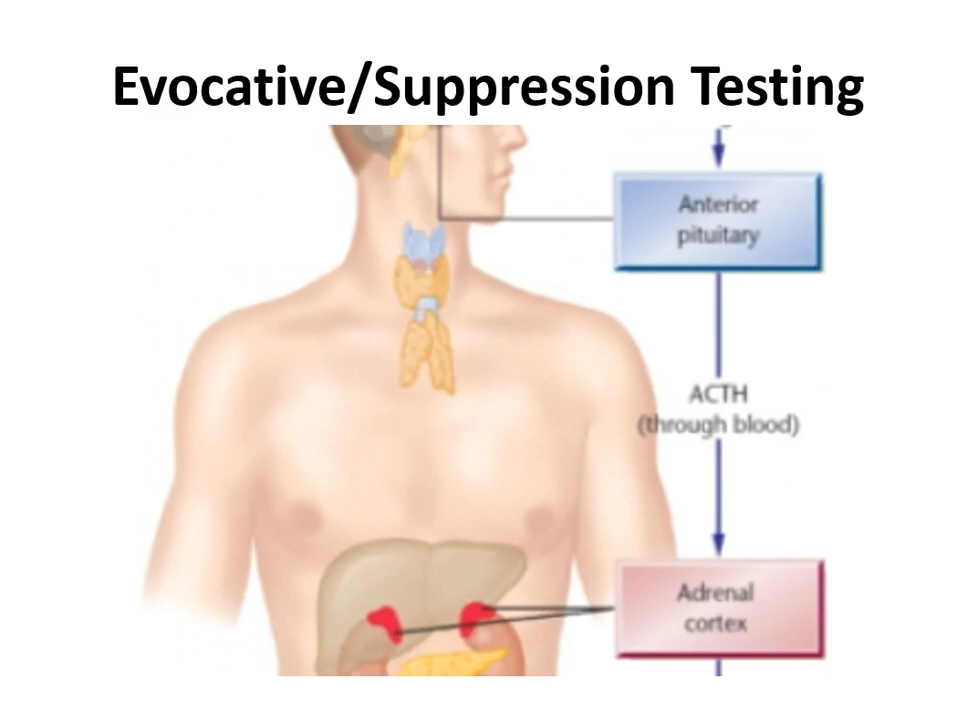 Evocative/Suppression Testing
Anterior
pituitary
ACTH
(through blood)
Adrenal
cortex